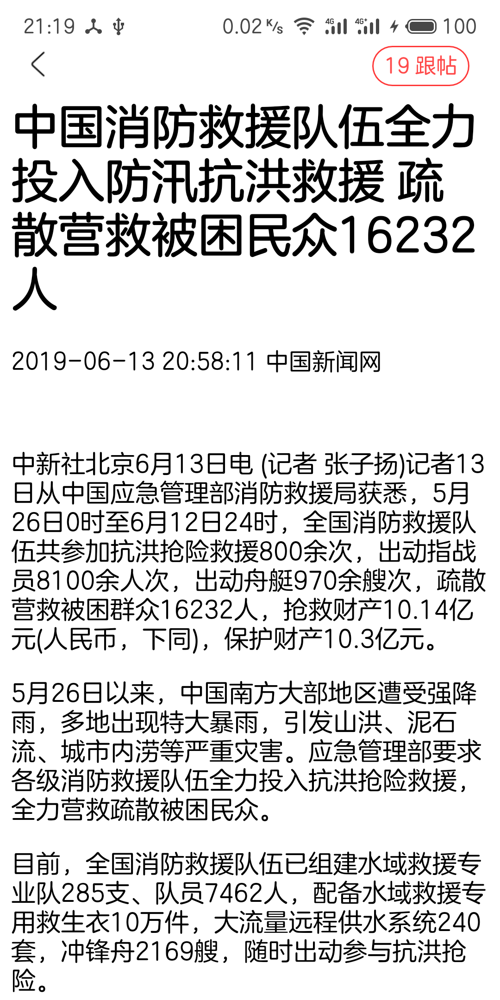 21:19 0.02 K/s 4G 4G+ 100
19 跟帖
中国消防救援队伍全力
投入防汛抗洪救援 疏
散营救被困民众16232
人
2019-06-13 20:58:11 中国新闻网
中新社北京6月13日电 (记者 张子扬)记者13
日从中国应急管理部消防救援局获悉，5月
26日0时至6月12日24时，全国消防救援队
伍共参加抗洪抢险救援800余次，出动指战
员8100余人次，出动舟艇970余艘次，疏散
营救被困群众16232人，抢救财产10.14亿
元(人民币，下同)，保护财产10.3亿元。
5月26日以来，中国南方大部地区遭受强降
雨，多地出现特大暴雨，引发山洪、泥石
流、城市内涝等严重灾害。应急管理部要求
各级消防救援队伍全力投入抗洪抢险救援，
全力营救疏散被困民众。
目前，全国消防救援队伍已组建水域救援专
业队285支、队员7462人，配备水域救援专
用救生衣10万件，大流量远程供水系统240
套，冲锋舟2169艘，随时出动参与抗洪抢
险。